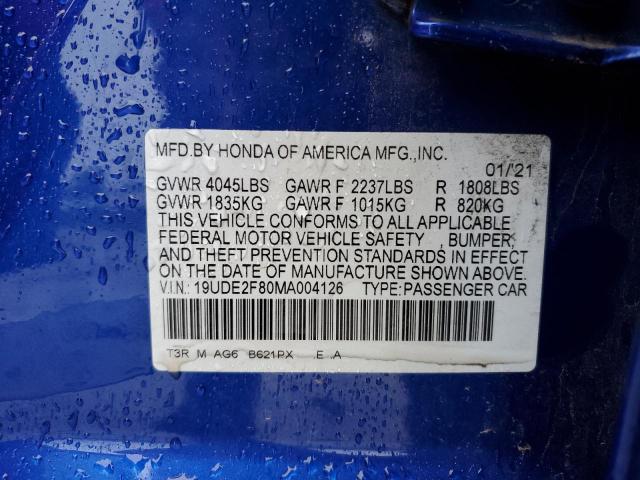 MFD.BY HONDA OF AMERICA MFG.,INC.
01/'21
GVWR 4045LBS GAWR F 2237LBS R 1808LBS
GVWR 1835KG GAWR F 1015KG R 820KG
THIS VEHICLE CONFORMS TO ALL APPLICABLE
FEDERAL MOTOR VEHICLE SAFETY , BUMPER,
AND THEFT PREVENTION STANDARDS IN EFFECT
ON THE DATE OF MANUFACTURE SHOWN ABOVE.
V.I.N.: 19UDE2F80MA004126 TYPE:PASSENGER CAR
T3R M AG6 B621PX .E .A